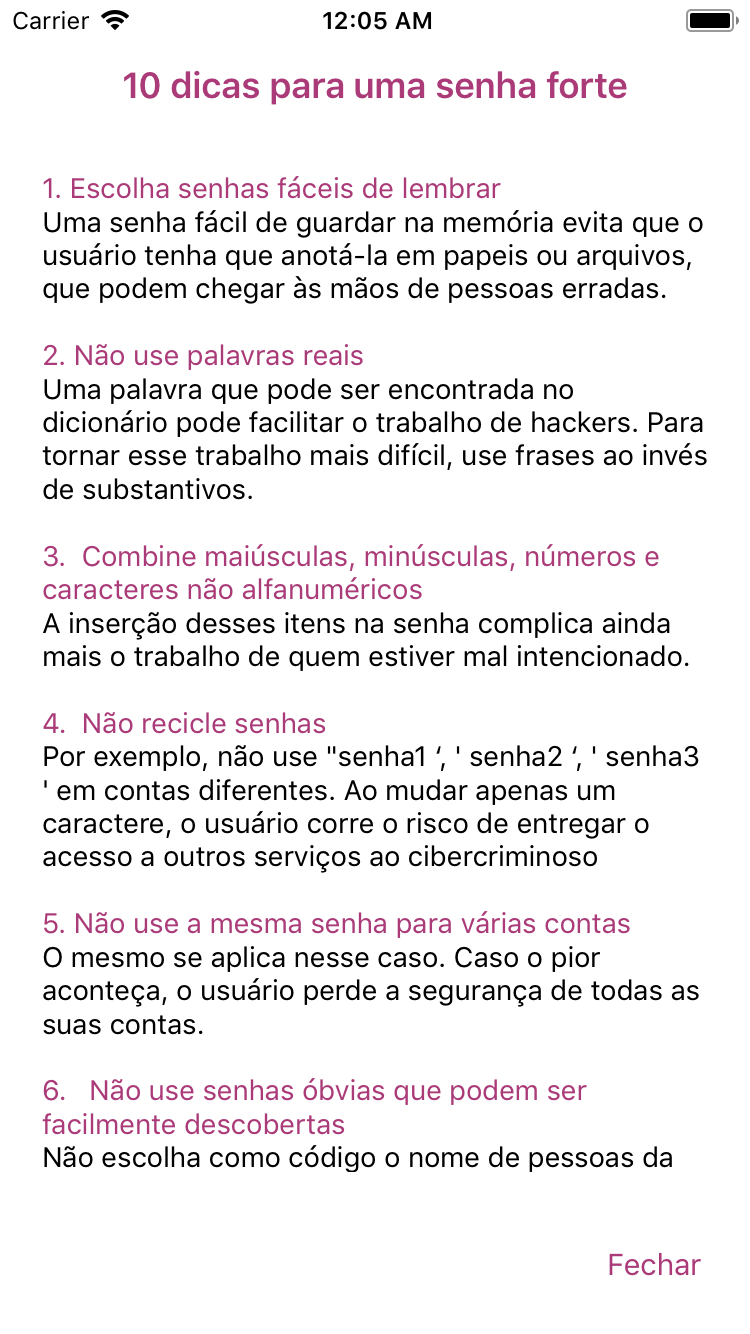 Carrier
12:05 AM
10 dicas para uma senha forte
1. Escolha senhas fáceis de lembrar
Uma senha fácil de guardar na memória evita que o
usuário tenha que anotá-la em papeis ou arquivos,
que podem chegar às mãos de pessoas erradas.
2. Não use palavras reais
Uma palavra que pode ser encontrada no
dicionário pode facilitar o trabalho de hackers. Para
tornar esse trabalho mais difícil, use frases ao invés
de substantivos.
3.  Combine maiúsculas, minúsculas, números e
caracteres não alfanuméricos
A inserção desses itens na senha complica ainda
mais o trabalho de quem estiver mal intencionado.
4.  Não recicle senhas
Por exemplo, não use "senha1 ‘, ' senha2 ‘, ' senha3
' em contas diferentes. Ao mudar apenas um
caractere, o usuário corre o risco de entregar o
acesso a outros serviços ao cibercriminoso
5. Não use a mesma senha para várias contas
O mesmo se aplica nesse caso. Caso o pior
aconteça, o usuário perde a segurança de todas as
suas contas.
6.   Não use senhas óbvias que podem ser
facilmente descobertas
Não escolha como código o nome de pessoas da
Fechar